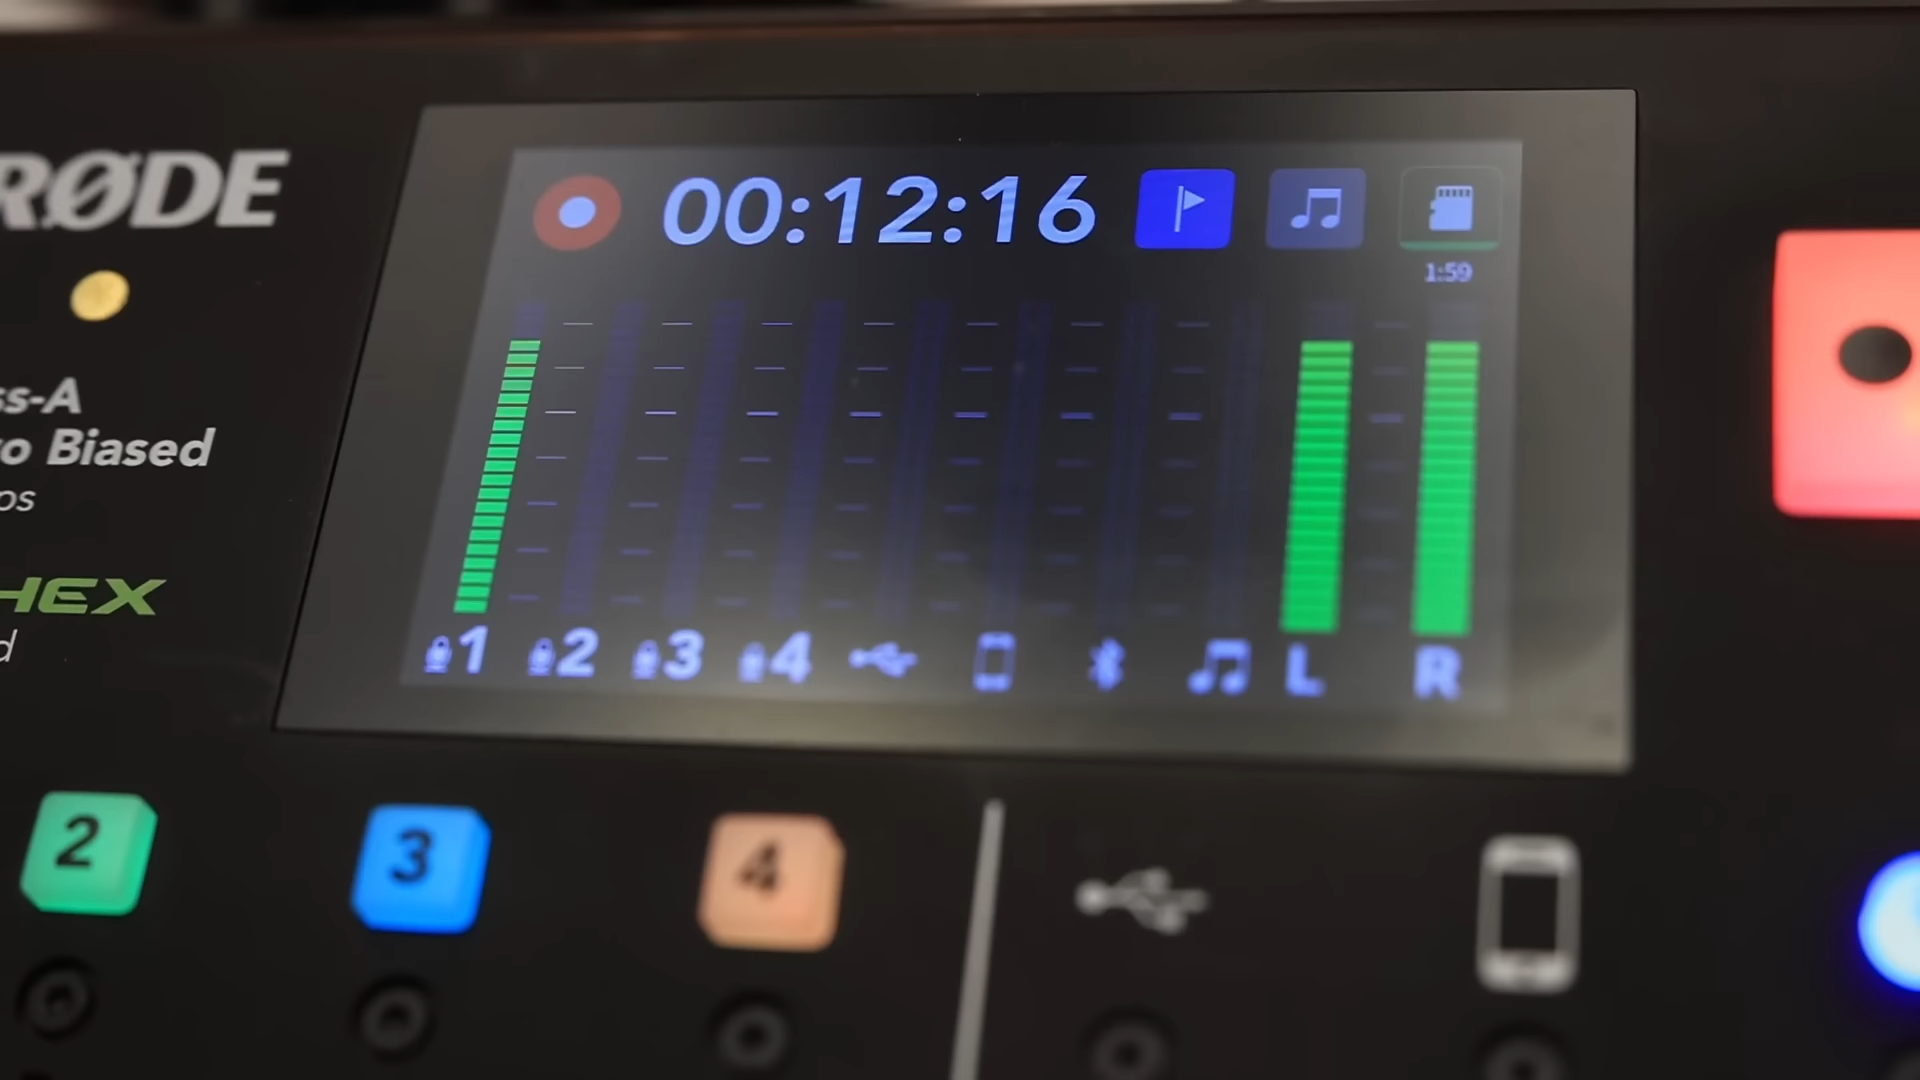 RØDE
00:12:16
1:59
ss-A
o Biased
os
HEX
d
1 2 3 4 L R
2 3 4